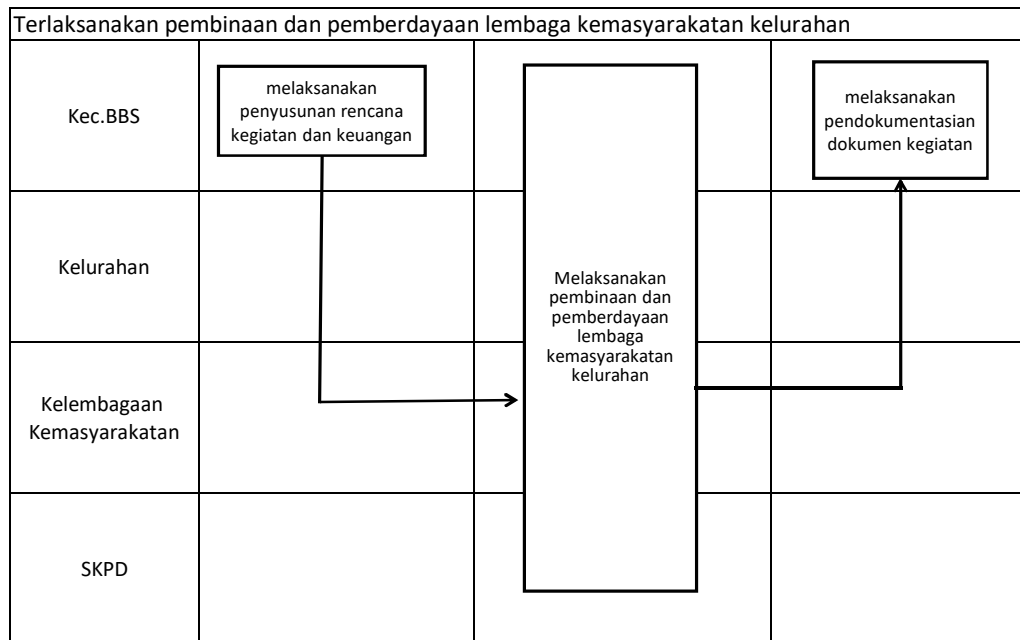 Terlaksanakan pembinaan dan pemberdayaan lembaga kemasyarakatan kelurahan
Kec.BBS
melaksanakan
penyusunan rencana
kegiatan dan keuangan
melaksanakan
pendokumentasian
dokumen kegiatan
Kelurahan
Melaksanakan
pembinaan dan
pemberdayaan
lembaga
kemasyarakatan
kelurahan
Kelembagaan
Kemasyarakatan
SKPD